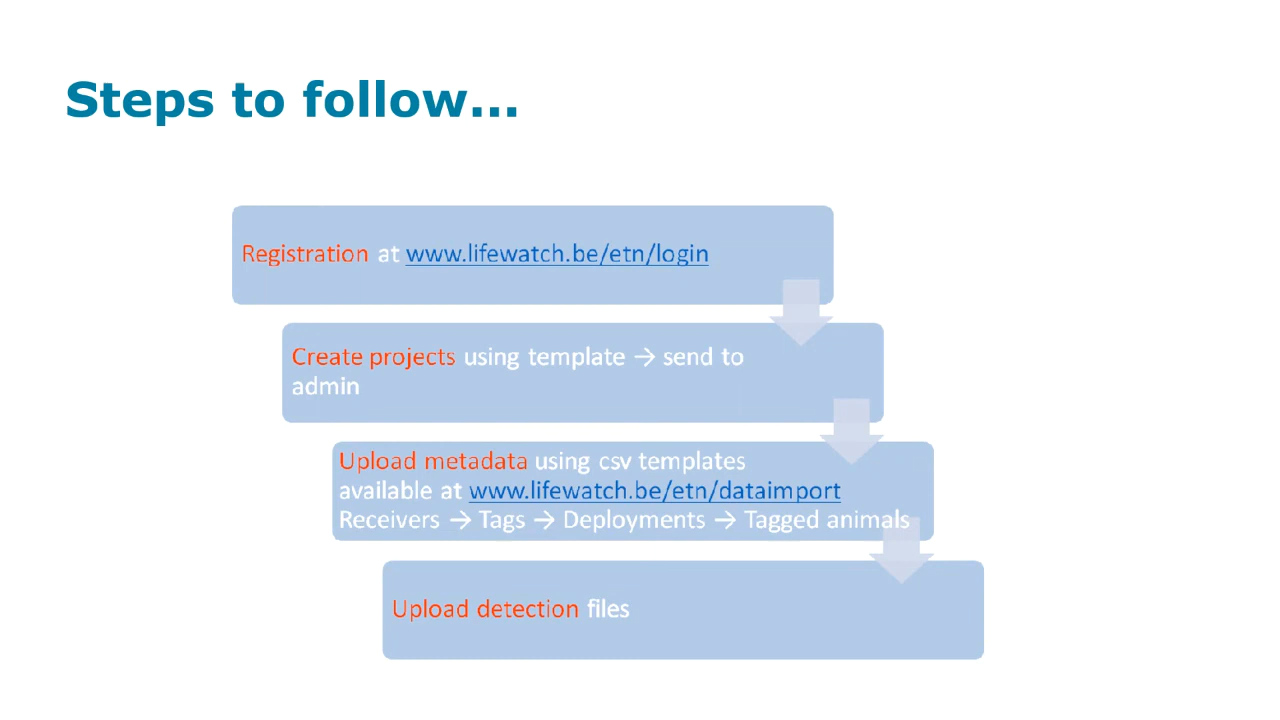 Steps to follow...
Registration at www.lifewatch.be/etn/login
Create projects using template → send to
admin
Upload metadata using csv templates
available at www.lifewatch.be/etn/dataimport
Receivers → Tags → Deployments → Tagged animals
Upload detection files